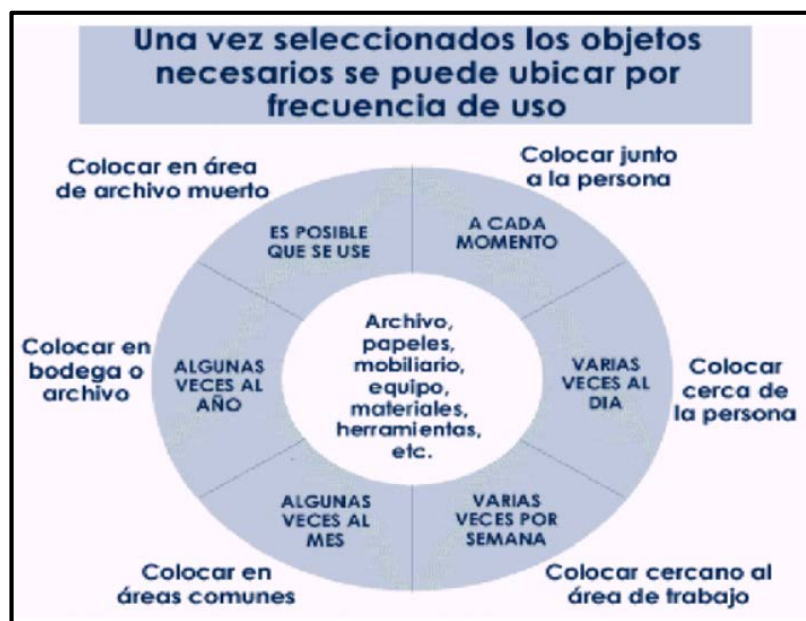 Una vez seleccionados los objetos
necesarios se puede ubicar por
frecuencia de uso
Colocar en área
de archivo muerto
Colocar junto
a la persona
ES POSIBLE
QUE SE USE
A CADA
MOMENTO
Colocar en
bodega o
archivo
ALGUNAS
VECES AL
AÑO
Archivo,
papeles,
mobiliario,
equipo,
materiales,
herramientas,
etc.
VARIAS
VECES AL
DIA
Colocar
cerca de
la persona
ALGUNAS
VECES AL
MES
VARIAS
VECES POR
SEMANA
Colocar en
áreas comunes
Colocar cercano al
área de trabajo